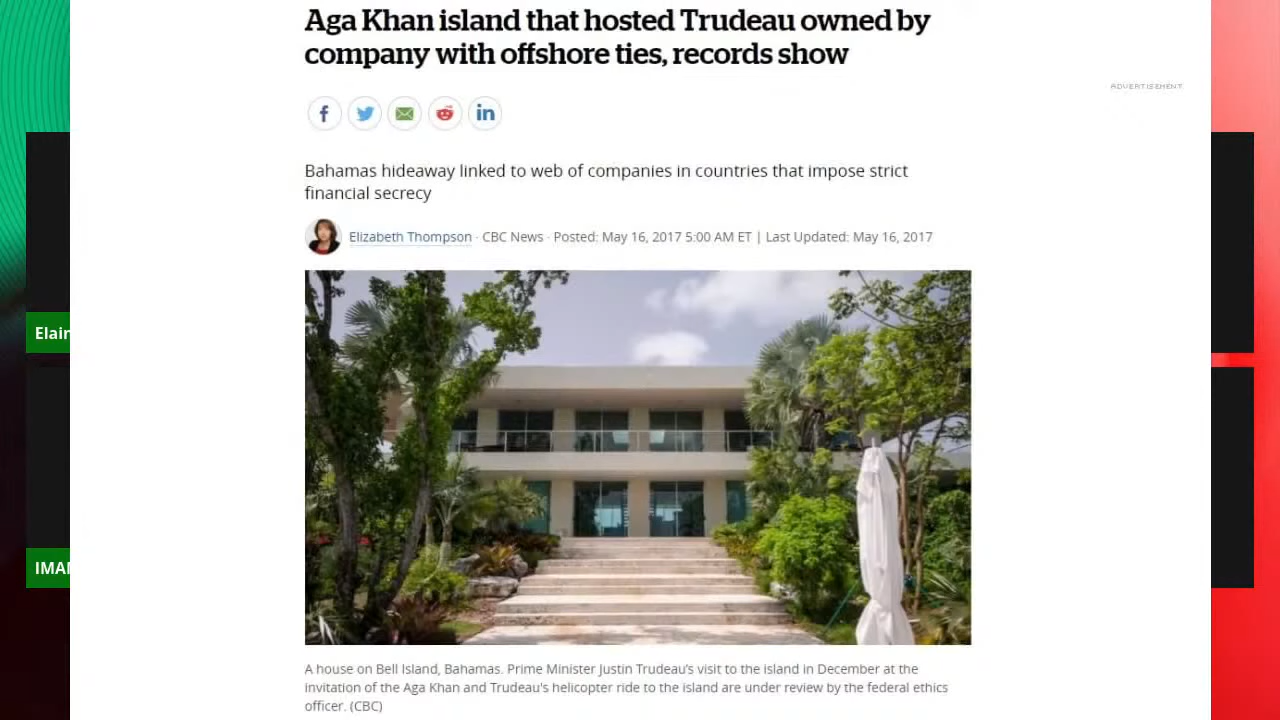 Aga Khan island that hosted Trudeau owned by
company with offshore ties, records show
ADVERTISEMENT
Bahamas hideaway linked to web of companies in countries that impose strict
financial secrecy
Elizabeth Thompson · CBC News · Posted: May 16, 2017 5:00 AM ET | Last Updated: May 16, 2017
Elain
IMAN
A house on Bell Island, Bahamas. Prime Minister Justin Trudeau's visit to the island in December at the
invitation of the Aga Khan and Trudeau's helicopter ride to the island are under review by the federal ethics
officer. (CBC)